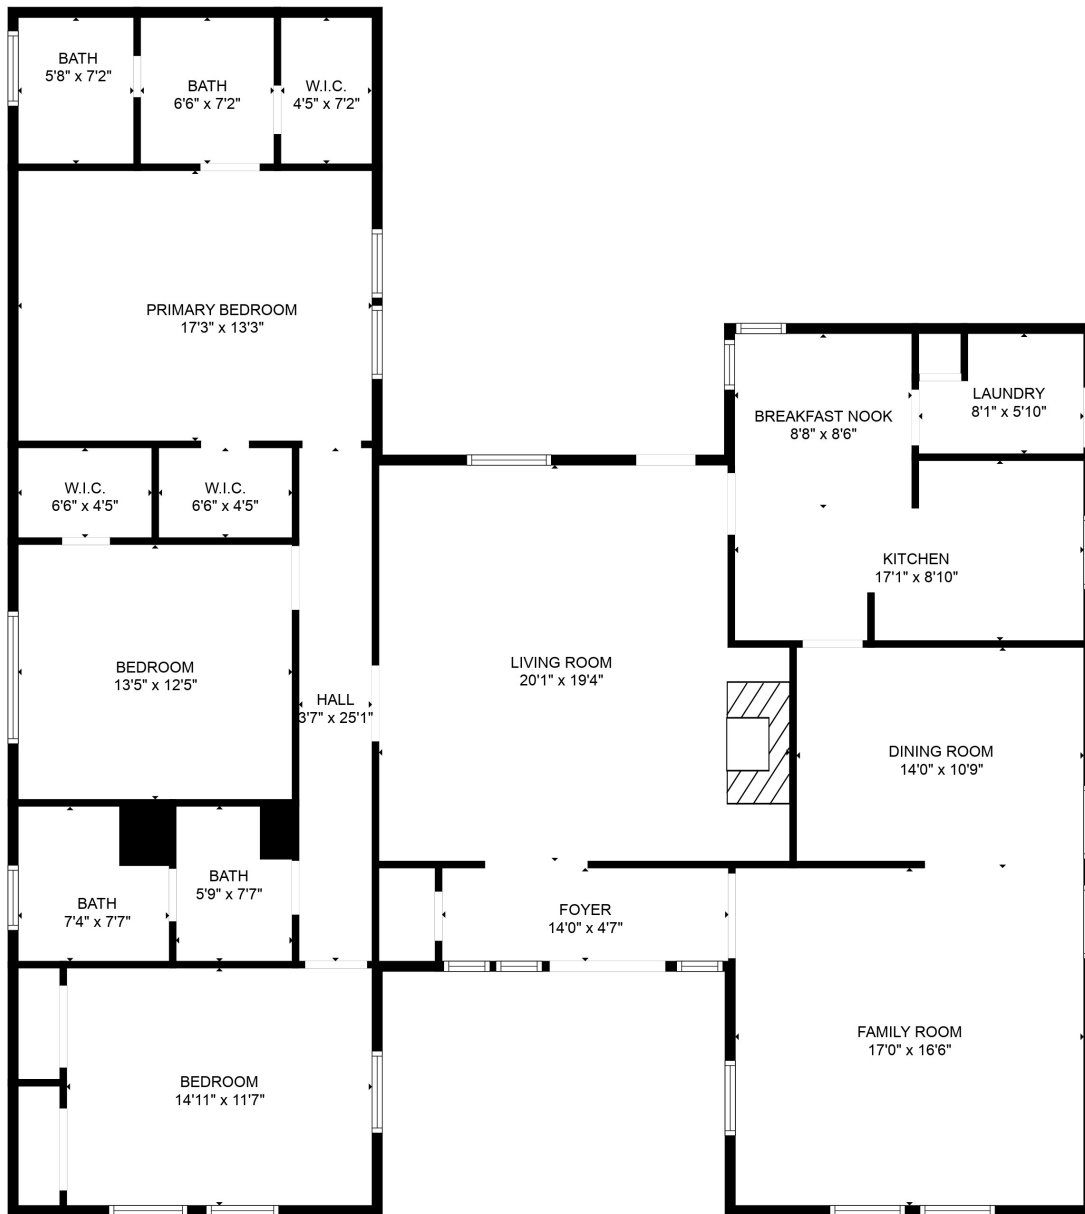 BATH
5'8" x 7'2"
BATH
6'6" x 7'2"
W.I.C.
4'5" x 7'2"
PRIMARY BEDROOM
17'3" x 13'3"
BREAKFAST NOOK
8'8" x 8'6"
LAUNDRY
8'1" x 5'10"
W.I.C.
6'6" x 4'5"
W.I.C.
6'6" x 4'5"
KITCHEN
17'1" x 8'10"
BEDROOM
13'5" x 12'5"
HALL
3'7" x 25'1"
LIVING ROOM
20'1" x 19'4"
DINING ROOM
14'0" x 10'9"
BATH
7'4" x 7'7"
BATH
5'9" x 7'7"
FOYER
14'0" x 4'7"
FAMILY ROOM
17'0" x 16'6"
BEDROOM
14'11" x 11'7"